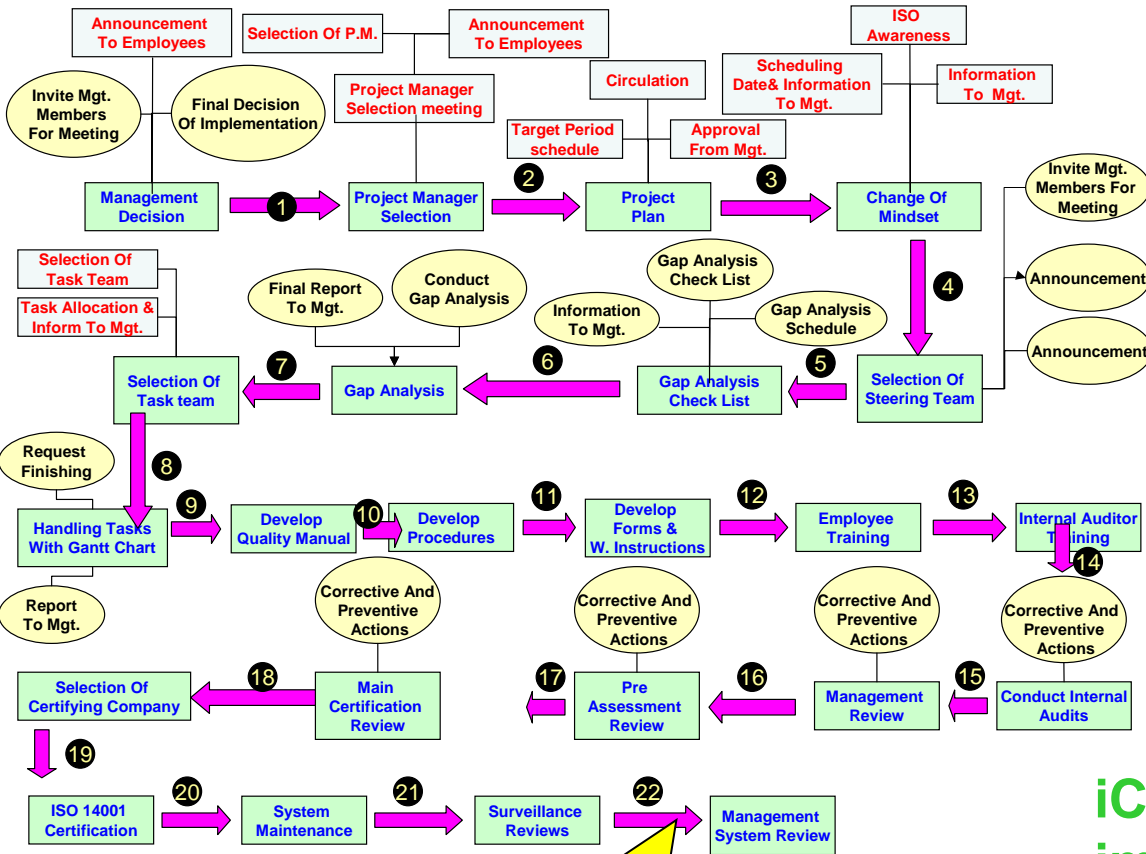 Announcement
To Employees
Selection Of P.M.
Announcement
To Employees
ISO
Awareness
Invite Mgt.
Members
For Meeting
Final Decision
Of Implementation
Project Manager
Selection meeting
Circulation
Scheduling
Date& Information
To Mgt.
Information
To Mgt.
Target Period
schedule
Approval
From Mgt.
Management
Decision
1
Project Manager
Selection
2
Project
Plan
3
Change Of
Mindset
Invite Mgt.
Members For
Meeting
Selection Of
Task Team
Task Allocation &
Inform To Mgt.
Final Report
To Mgt.
Conduct
Gap Analysis
Gap Analysis
Check List
Information
To Mgt.
Gap Analysis
Schedule
4
Announcement
Announcement
Selection Of
Task team
7
Gap Analysis
6
Gap Analysis
Check List
5
Selection Of
Steering Team
Request
Finishing
8
Handling Tasks
With Gantt Chart
9
Develop
Quality Manual
10
Develop
Procedures
11
Develop
Forms &
W. Instructions
12
Employee
Training
13
Internal Auditor
Training
14
Report
To Mgt.
Corrective And
Preventive
Actions
Corrective And
Preventive
Actions
Corrective And
Preventive
Actions
Corrective And
Preventive
Actions
Selection Of
Certifying Company
18
Main
Certification
Review
17
Pre
Assessment
Review
16
Management
Review
15
Conduct Internal
Audits
19
ISO 14001
Certification
20
System
Maintenance
21
Surveillance
Reviews
22
Management
System Review
iC